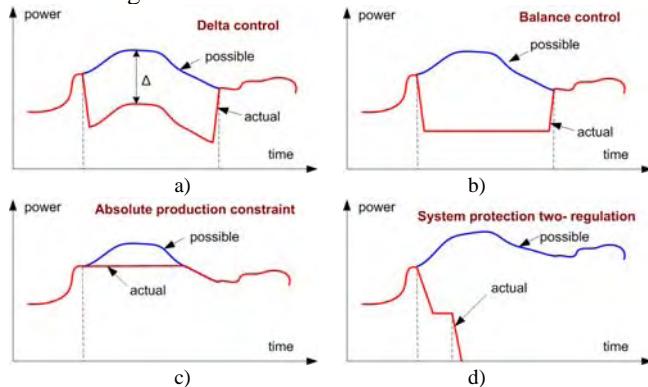 power
Delta control
possible
Δ
actual
time
a)
power
Balance control
possible
actual
time
b)
power
Absolute production constraint
possible
actual
time
c)
power
System protection two- regulation
possible
actual
time
d)